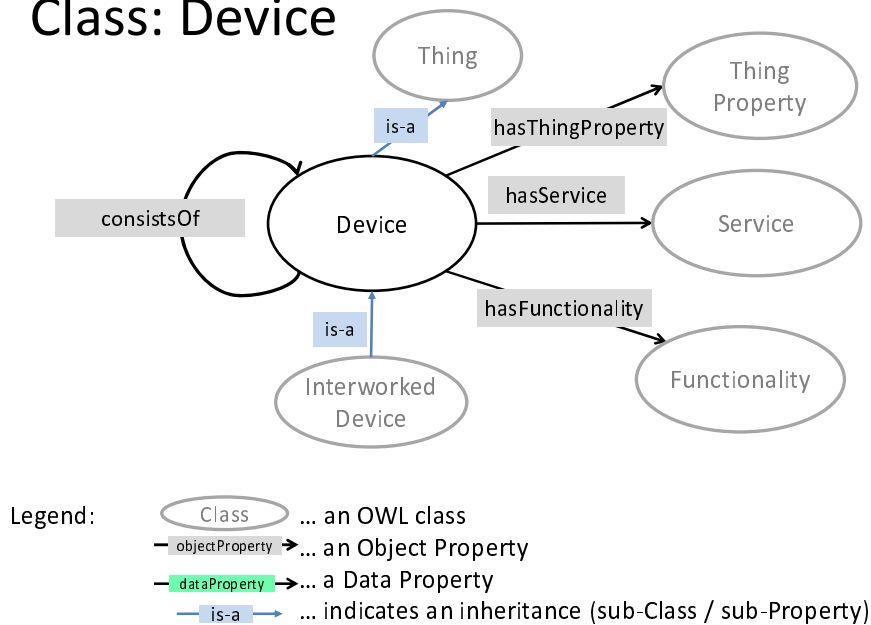 Class: Device
Thing
Thing
Property
is-a
hasThingProperty
hasService
consistsOf
Device
Service
hasFunctionality
is-a
Interworked
Device
Functionality
Legend:
Class
... an OWL class
objectProperty
... an Object Property
dataProperty
... a Data Property
is-a
... indicates an inheritance (sub-Class / sub-Property)